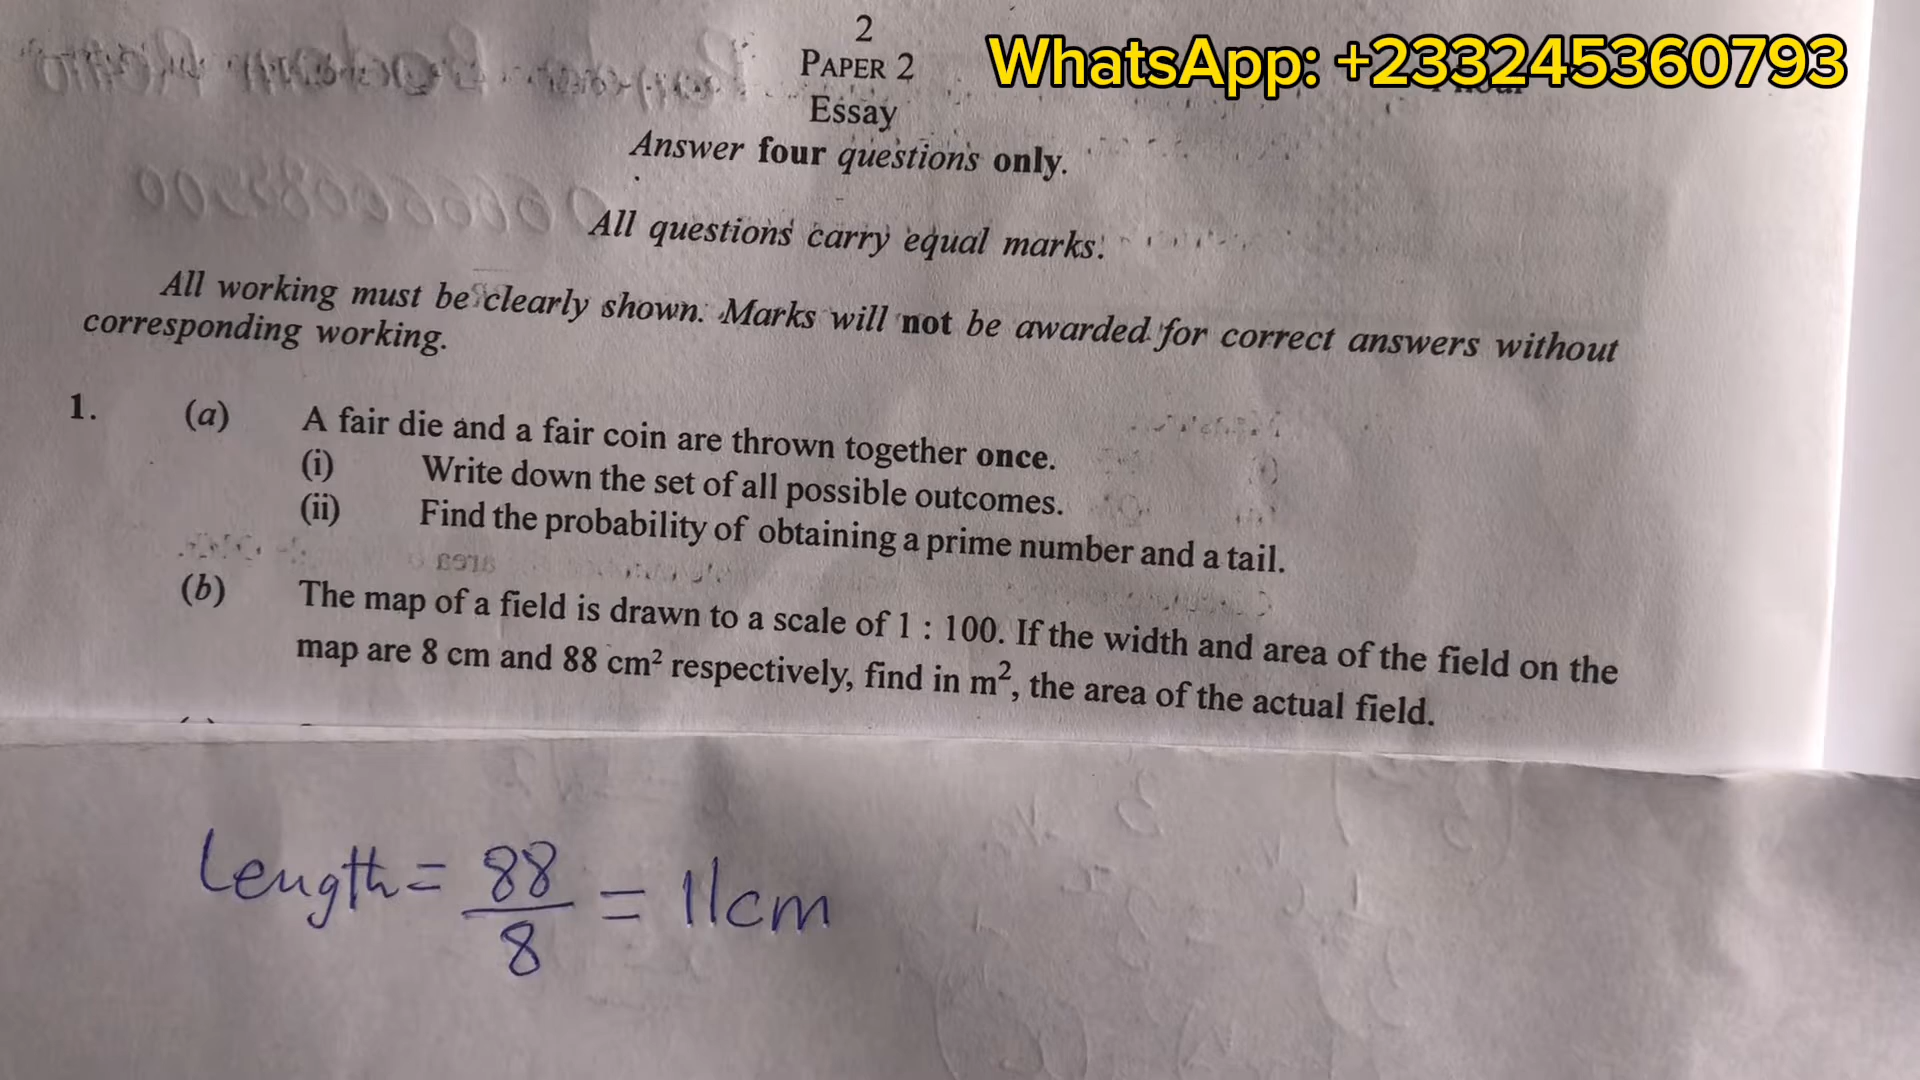 2
PAPER 2
WhatsApp: +233245360793
Essay
Answer four questions only.
All questions carry equal marks.
All working must be clearly shown. Marks will not be awarded for correct answers without
corresponding working.
1. (a) A fair die and a fair coin are thrown together once.
(i) Write down the set of all possible outcomes.
(ii) Find the probability of obtaining a prime number and a tail.
(b) The map of a field is drawn to a scale of 1 : 100. If the width and area of the field on the
map are 8 cm and 88 cm² respectively, find in m², the area of the actual field.
Length = 88/8 = 11cm